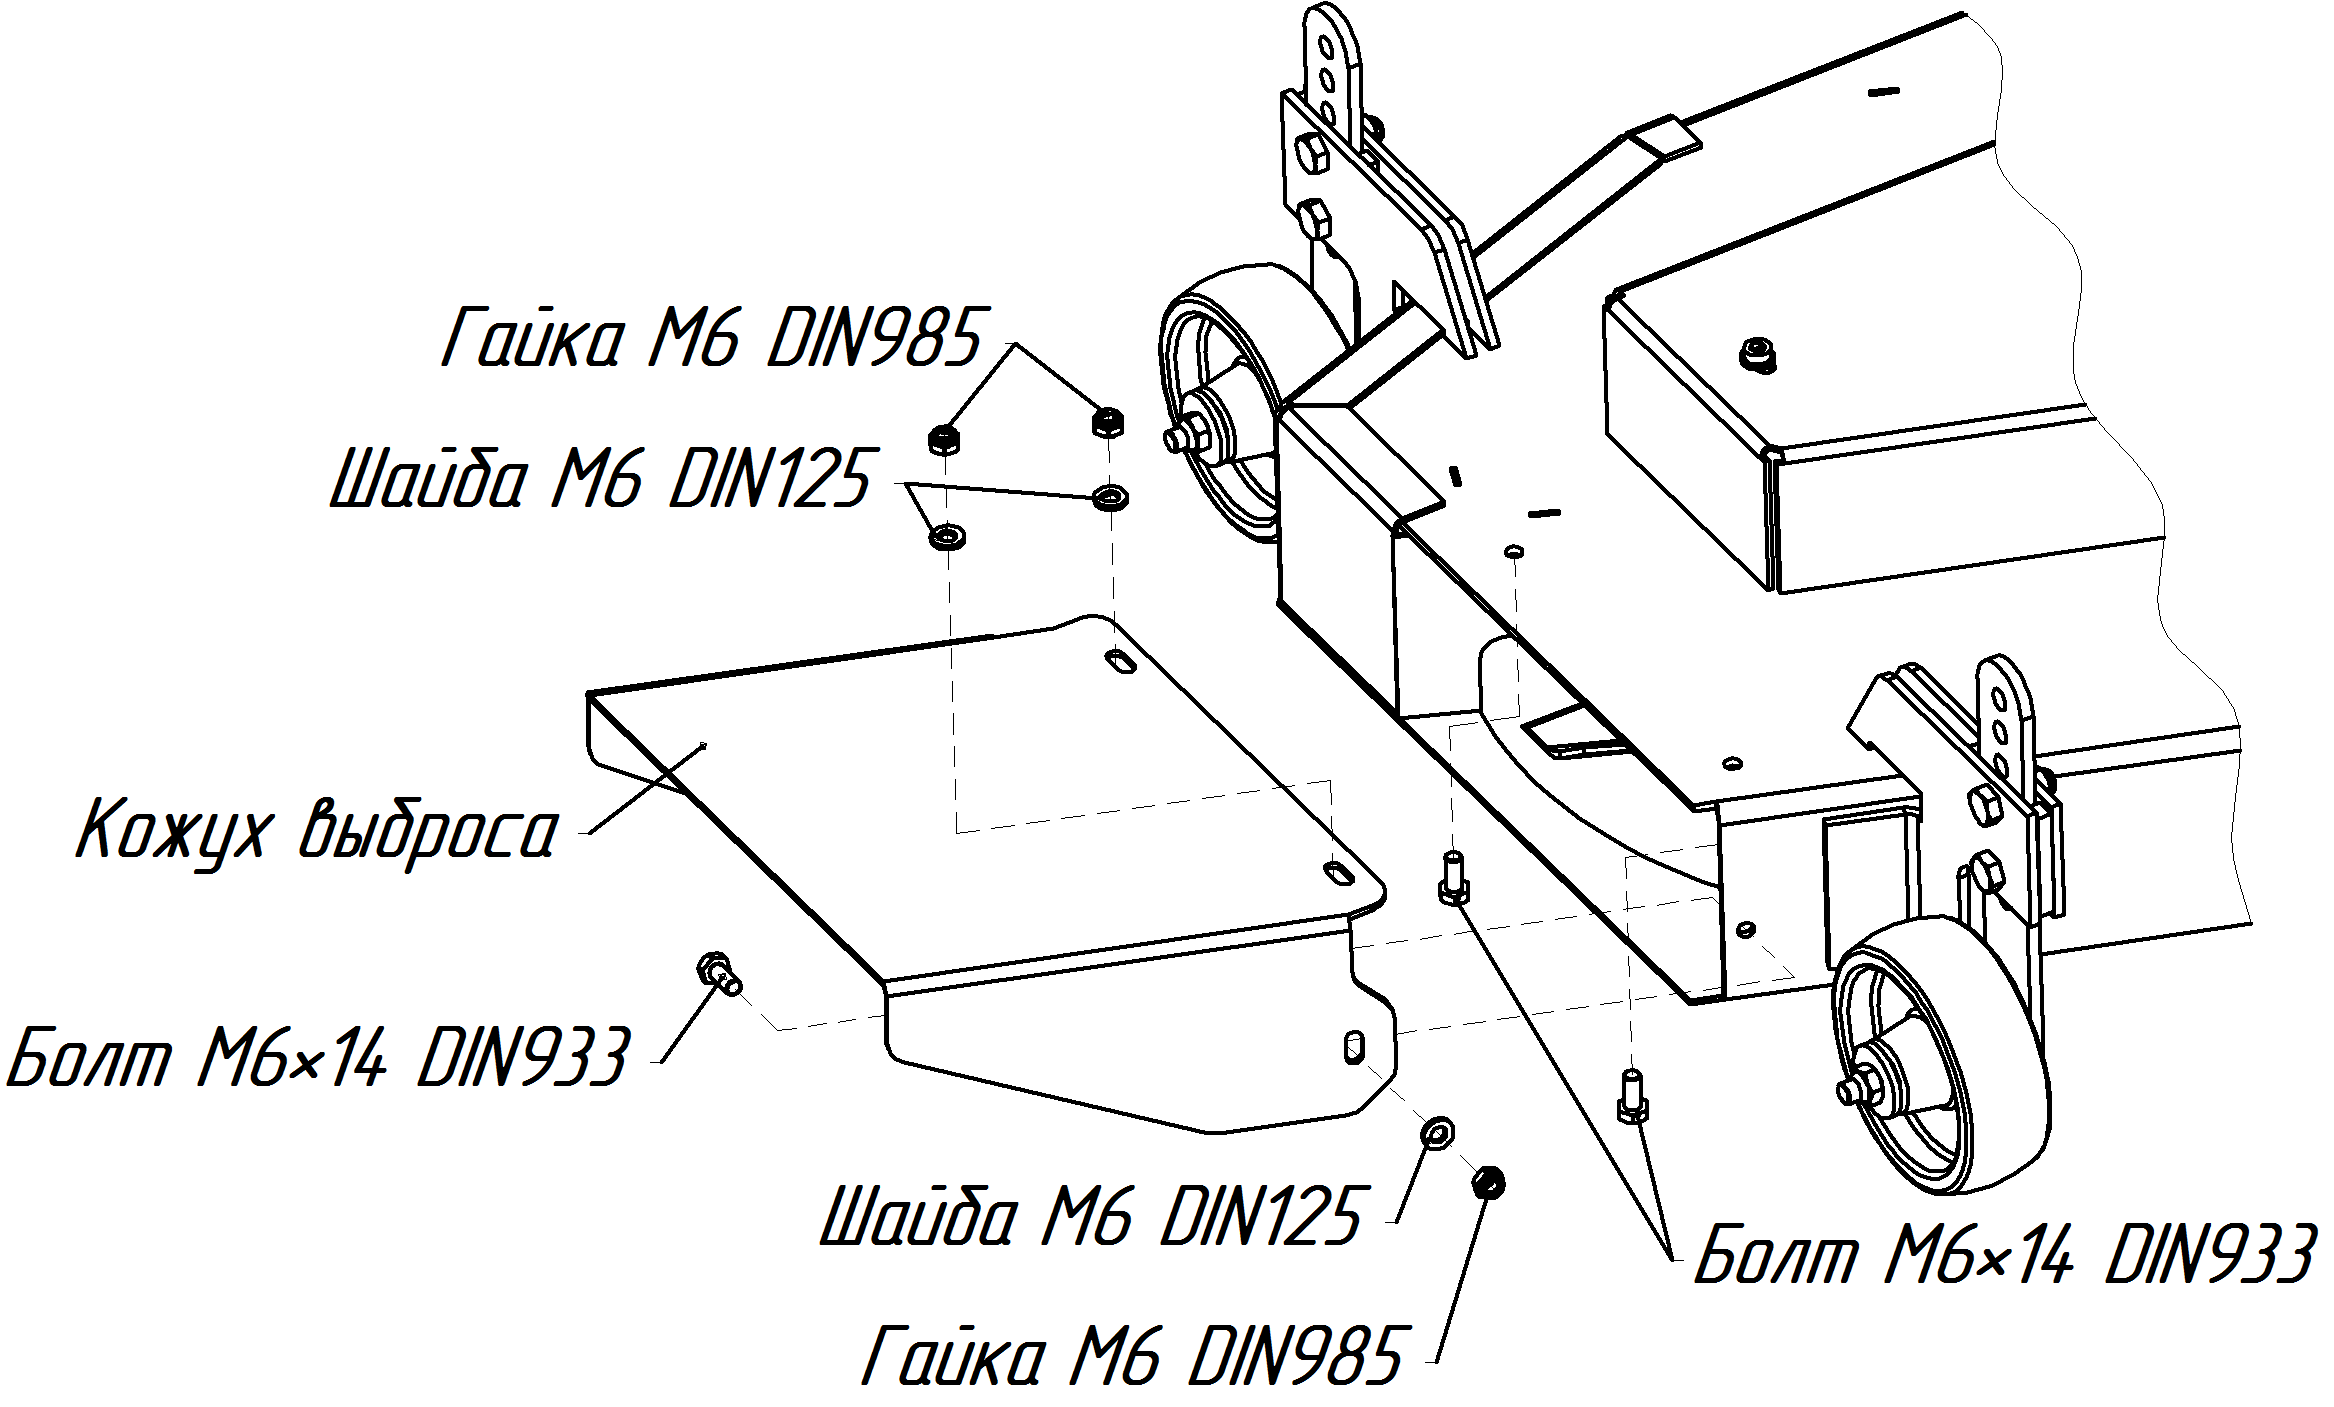 Гайка М6 DIN985
Шайба М6 DIN125
Кожух выброса
Болт М6×14 DIN933
Шайба М6 DIN125
Болт М6×14 DIN933
Гайка М6 DIN985